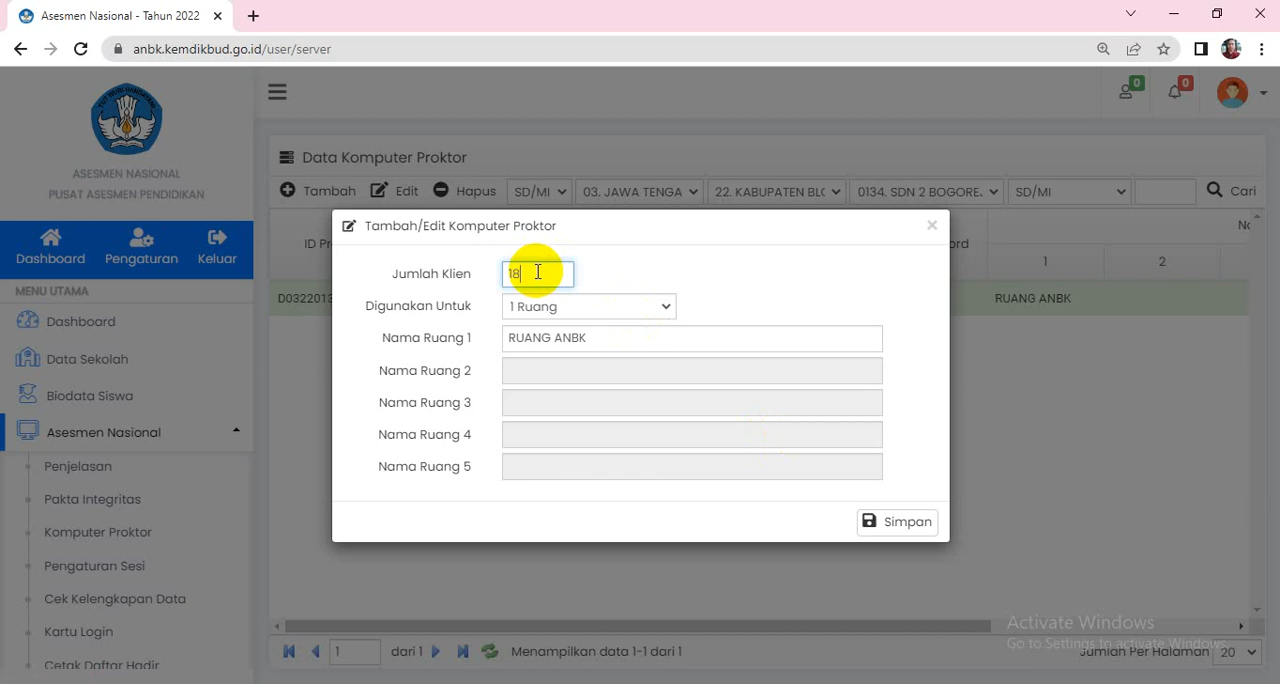 Asesmen Nasional - Tahun 2022
anbk.kemdikbud.go.id/user/server
ASESMEN NASIONAL
PUSAT ASESMEN PENDIDIKAN
Dashboard Pengaturan Keluar
MENU UTAMA
Dashboard
Data Sekolah
Biodata Siswa
Asesmen Nasional
Penjelasan
Pakta Integritas
Komputer Proktor
Pengaturan Sesi
Cek Kelengkapan Data
Kartu Login
Cetak Daftar Hadir
0 0
Data Komputer Proktor
Tambah Edit Hapus SD/MI 03. JAWA TENGA 22. KABUPATEN BL 0134. SDN 2 BOGORE. SD/MI Cari
ID Pr ord Nc
1 2
D0322013 RUANG ANBK
Tambah/Edit Komputer Proktor
Jumlah Klien 18
Digunakan Untuk 1 Ruang
Nama Ruang 1 RUANG ANBK
Nama Ruang 2
Nama Ruang 3
Nama Ruang 4
Nama Ruang 5
Simpan
Activate Windows
Go to Settings to activate Windows.
1 dari 1 Menampilkan data 1-1 dari 1 Jumlah Per Halaman 20